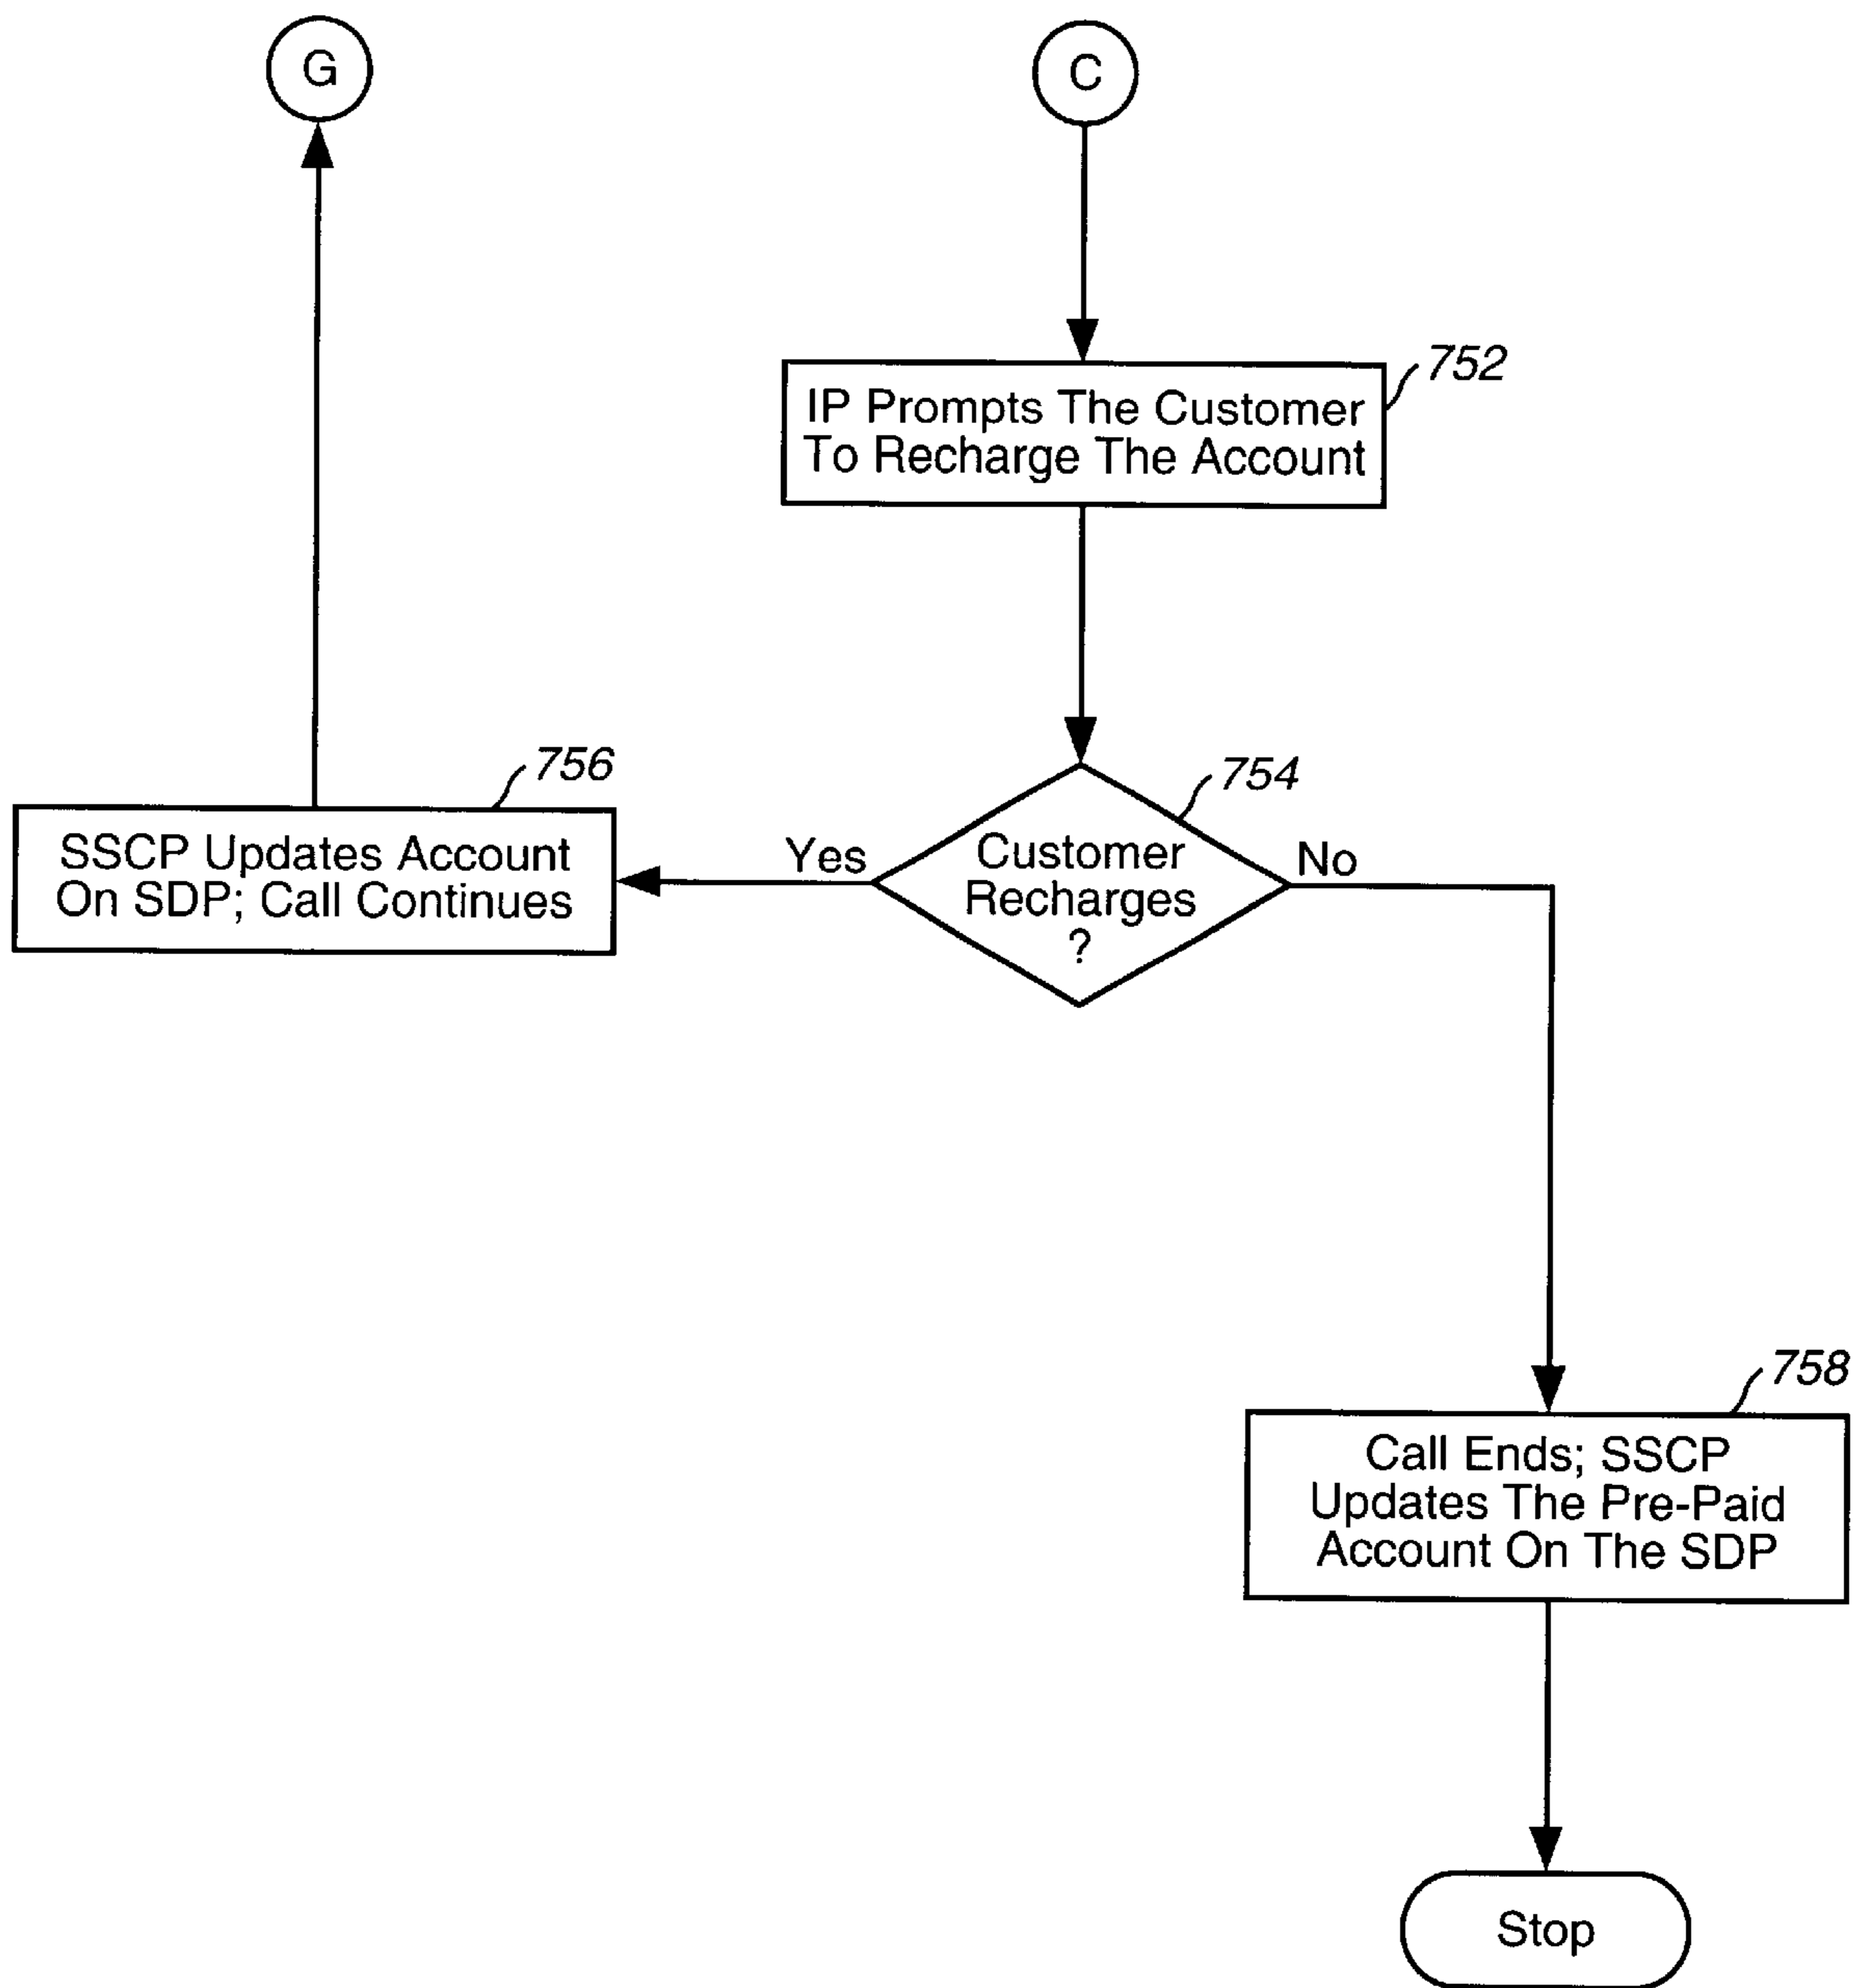 G
C
752
IP Prompts The Customer
To Recharge The Account
756
754
SSCP Updates Account
On SDP; Call Continues
Yes
Customer
Recharges
?
No
758
Call Ends; SSCP
Updates The Pre-Paid
Account On The SDP
Stop